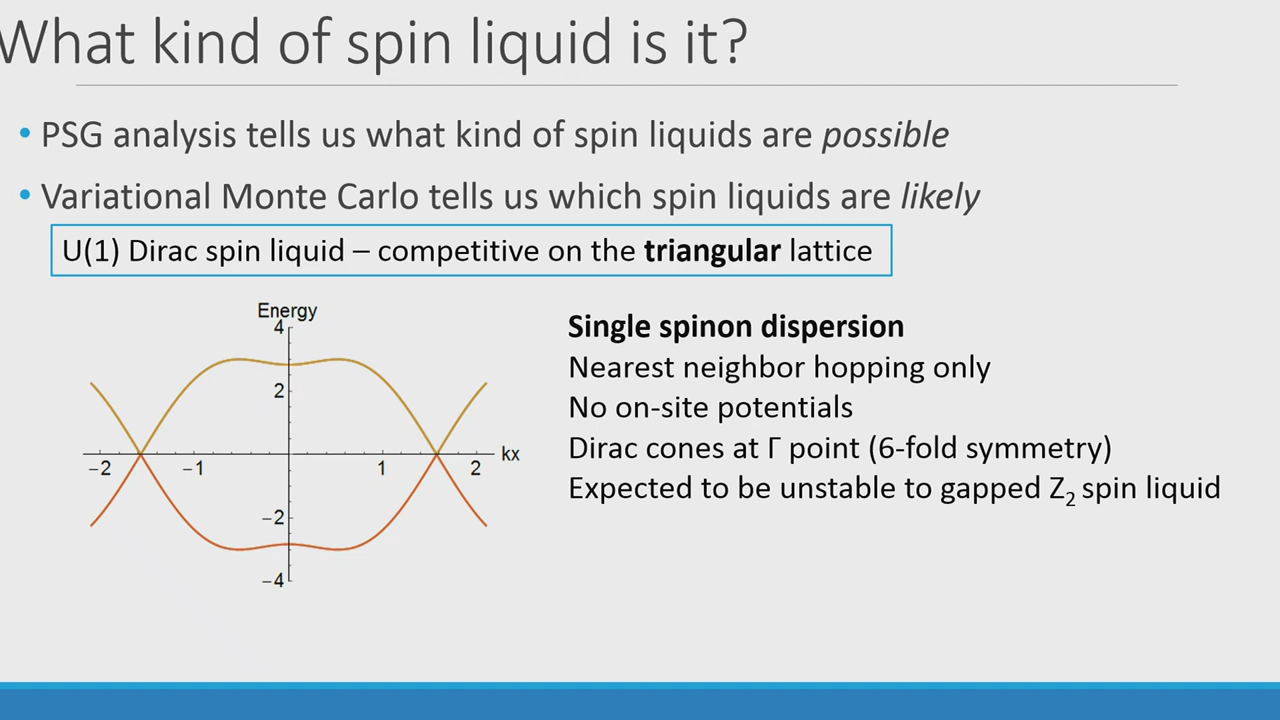 What kind of spin liquid is it?
• PSG analysis tells us what kind of spin liquids are possible
• Variational Monte Carlo tells us which spin liquids are likely
U(1) Dirac spin liquid – competitive on the triangular lattice
Energy
4
2
−2
−1
1
2
kx
−2
−4
Single spinon dispersion
Nearest neighbor hopping only
No on-site potentials
Dirac cones at Γ point (6-fold symmetry)
Expected to be unstable to gapped Z₂ spin liquid